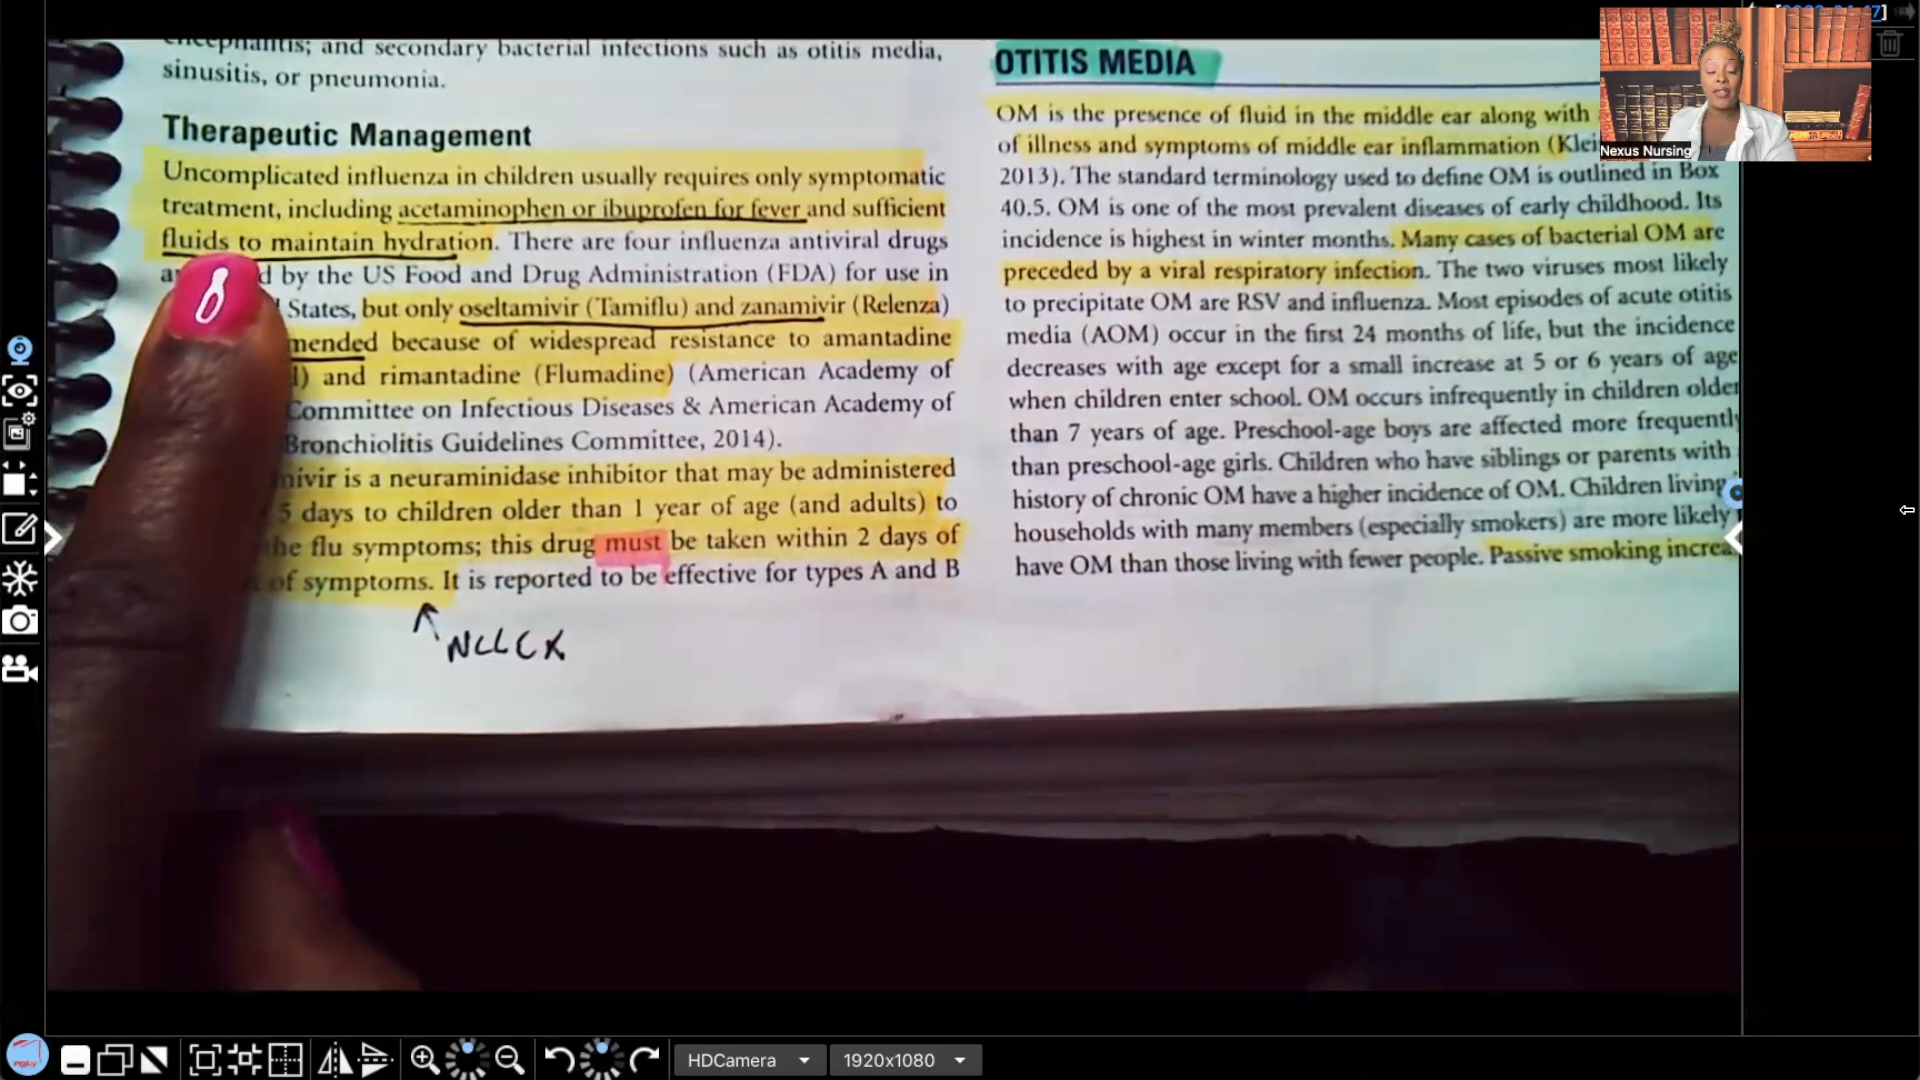 encephalitis; and secondary bacterial infections such as otitis media,
sinusitis, or pneumonia.
Therapeutic Management
Uncomplicated influenza in children usually requires only symptomatic
treatment, including acetaminophen or ibuprofen for fever and sufficient
fluids to maintain hydration. There are four influenza antiviral drugs
by the US Food and Drug Administration (FDA) for use in
States, but only oseltamivir (Tamiflu) and zanamivir (Relenza)
mended because of widespread resistance to amantadine
l) and rimantadine (Flumadine) (American Academy of
Committee on Infectious Diseases & American Academy of
Bronchiolitis Guidelines Committee, 2014).
nivir is a neuraminidase inhibitor that may be administered
5 days to children older than 1 year of age (and adults) to
he flu symptoms; this drug must be taken within 2 days of
of symptoms. It is reported to be effective for types A and B
NCLEX
OTITIS MEDIA
OM is the presence of fluid in the middle ear along with
of illness and symptoms of middle ear inflammation (Klei
2013). The standard terminology used to define OM is outlined in Box
40.5. OM is one of the most prevalent diseases of early childhood. Its
incidence is highest in winter months. Many cases of bacterial OM are
preceded by a viral respiratory infection. The two viruses most likely
to precipitate OM are RSV and influenza. Most episodes of acute otitis
media (AOM) occur in the first 24 months of life, but the incidence
decreases with age except for a small increase at 5 or 6 years of age
when children enter school. OM occurs infrequently in children older
than 7 years of age. Preschool-age boys are affected more frequently
than preschool-age girls. Children who have siblings or parents with
history of chronic OM have a higher incidence of OM. Children living
households with many members (especially smokers) are more likely
have OM than those living with fewer people. Passive smoking increa
Nexus Nursing
HDCamera
1920x1080